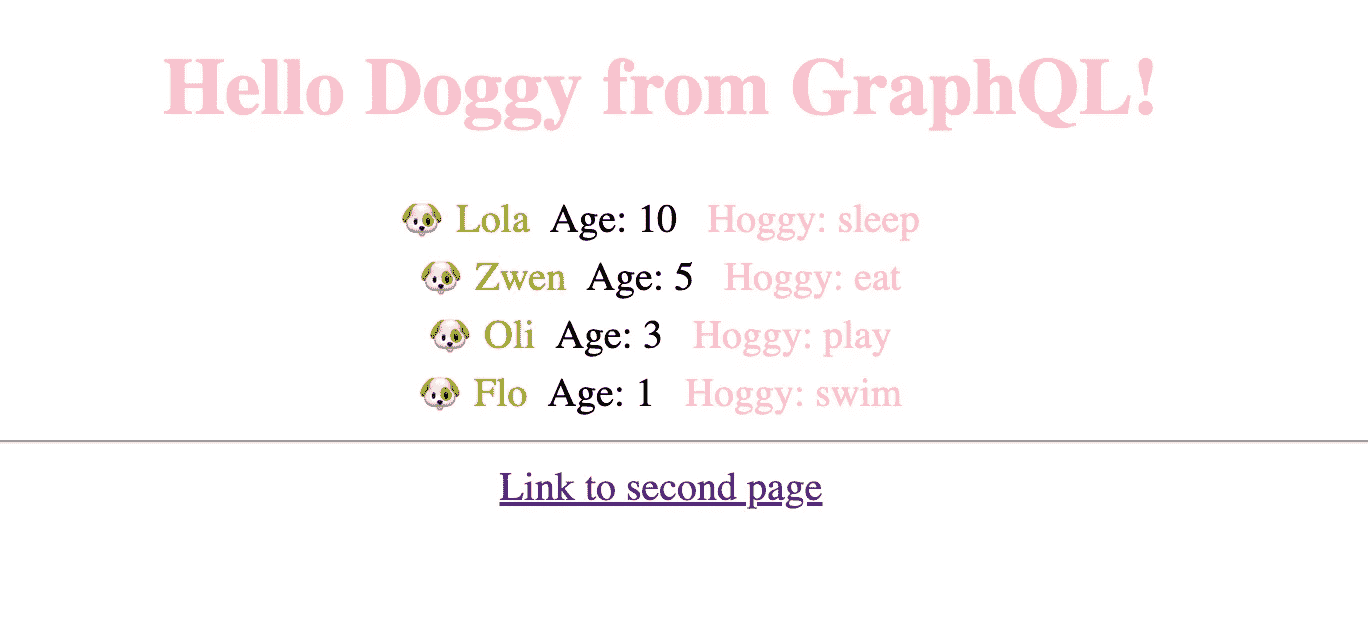 Hello Doggy from GraphQL!
🐶 Lola Age: 10 Hoggy: sleep
🐶 Zwen Age: 5 Hoggy: eat
🐶 Oli Age: 3 Hoggy: play
🐶 Flo Age: 1 Hoggy: swim
Link to second page